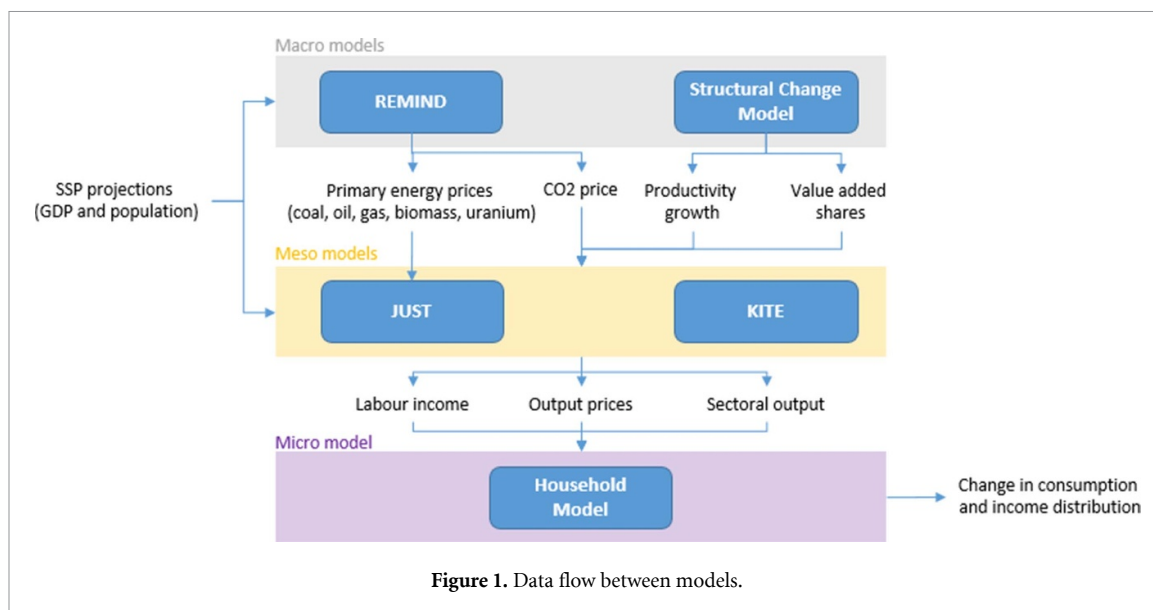 Macro models
REMIND
Structural Change
Model
SSP projections
(GDP and population)
Primary energy prices
(coal, oil, gas, biomass, uranium)
CO2 price
Productivity
growth
Value added
shares
Meso models
JUST
KITE
Labour income
Output prices
Sectoral output
Micro model
Household
Model
Change in consumption
and income distribution
Figure 1. Data flow between models.